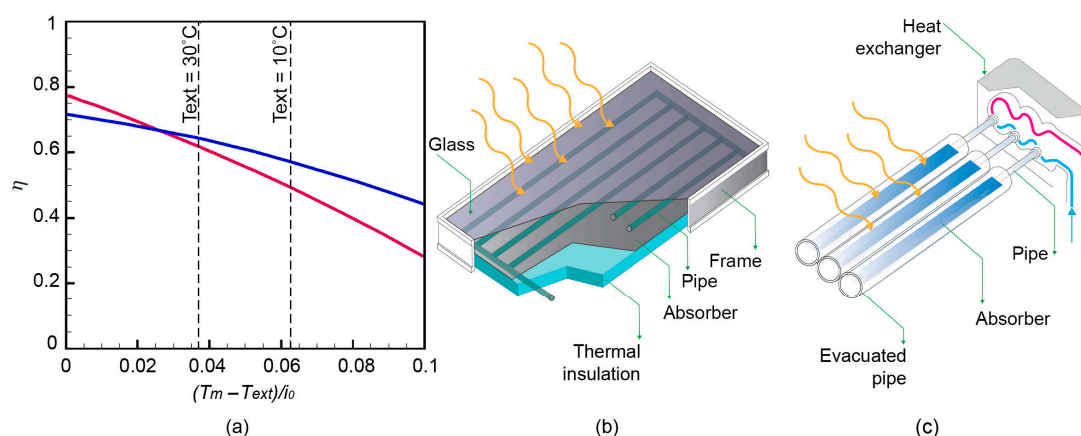 1
0.8
0.6
0.4
0.2
0
η
Text = 30°C
Text = 10°C
0
0.02
0.04
0.06
0.08
0.1
(Tm – Text)/i0
(a)
Glass
Frame
Pipe
Absorber
Thermal
insulation
(b)
Heat
exchanger
Pipe
Absorber
Evacuated
pipe
(c)